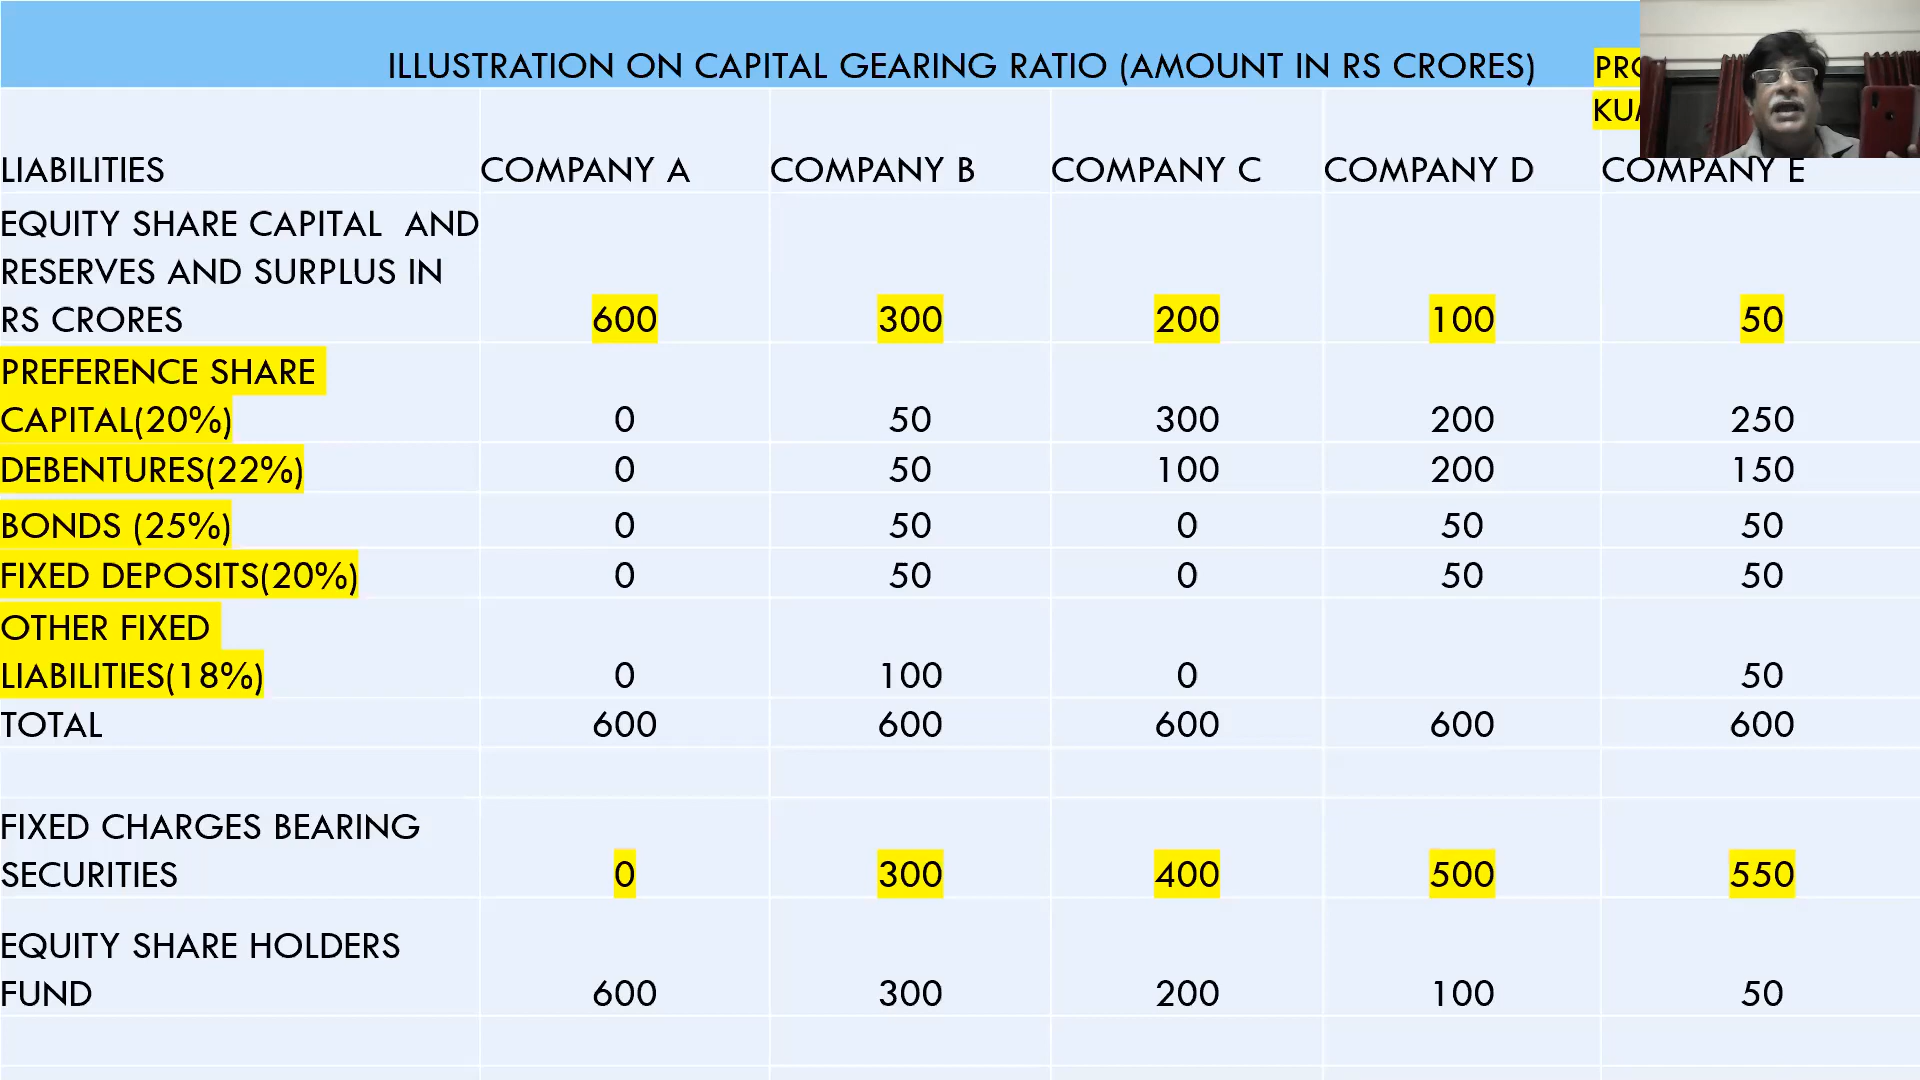 ILLUSTRATION ON CAPITAL GEARING RATIO (AMOUNT IN RS CRORES)
LIABILITIES COMPANY A COMPANY B COMPANY C COMPANY D COMPANY E
EQUITY SHARE CAPITAL AND
RESERVES AND SURPLUS IN
RS CRORES 600 300 200 100 50
PREFERENCE SHARE
CAPITAL(20%) 0 50 300 200 250
DEBENTURES(22%) 0 50 100 200 150
BONDS (25%) 0 50 0 50 50
FIXED DEPOSITS(20%) 0 50 0 50 50
OTHER FIXED
LIABILITIES(18%) 0 100 0 50
TOTAL 600 600 600 600 600
FIXED CHARGES BEARING
SECURITIES 0 300 400 500 550
EQUITY SHARE HOLDERS
FUND 600 300 200 100 50